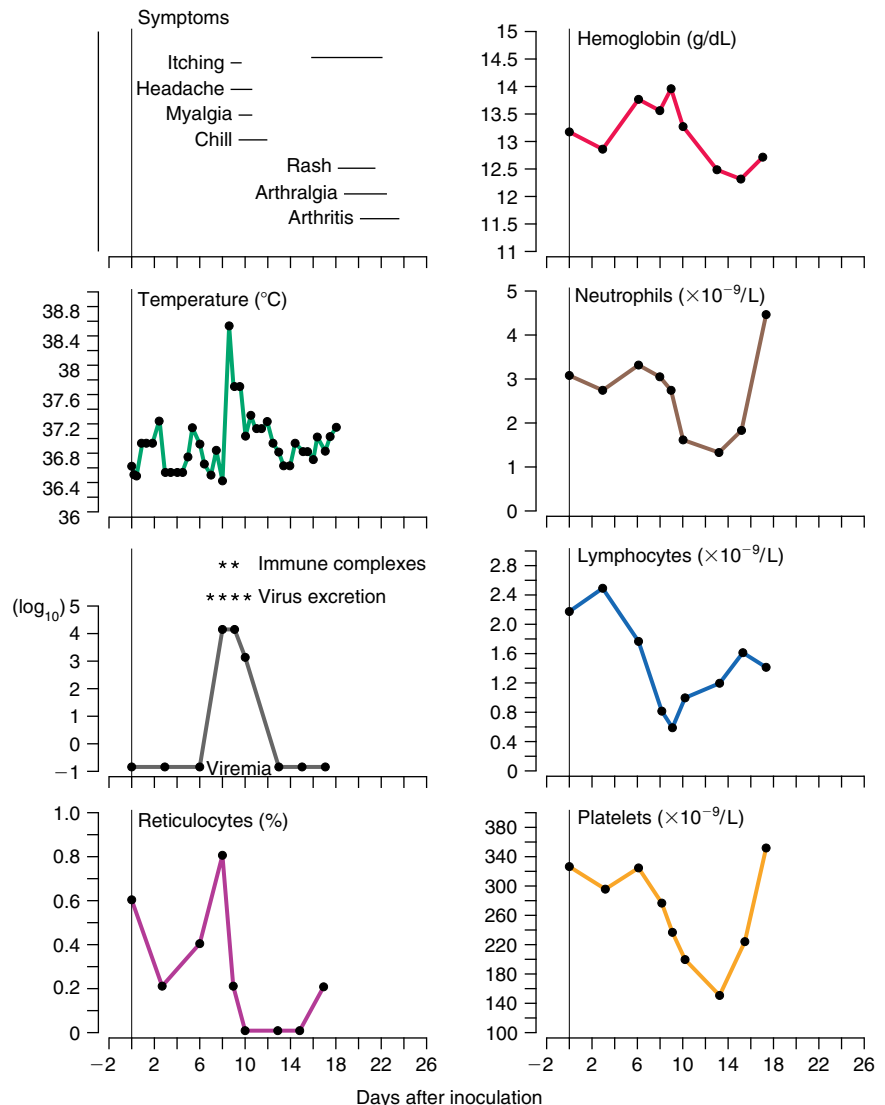 Symptoms
Itching
Headache
Myalgia
Chill
Rash
Arthralgia
Arthritis
Hemoglobin (g/dL)
15
14.5
14
13.5
13
12.5
12
11.5
11
Temperature (°C)
38.8
38.4
38
37.6
37.2
36.8
36.4
36
Neutrophils (×10⁻⁹/L)
5
4
3
2
1
0
** Immune complexes
**** Virus excretion
(log₁₀)
5
4
3
2
1
0
−1
Viremia
Lymphocytes (×10⁻⁹/L)
2.8
2.4
2.0
1.6
1.2
0.4
0
Reticulocytes (%)
1.0
0.8
0.6
0.4
0.2
0
−2 2 6 10 14 18 22 26
Platelets (×10⁻⁹/L)
380
340
300
260
220
180
140
100
−2 2 6 10 14 18 22 26
Days after inoculation